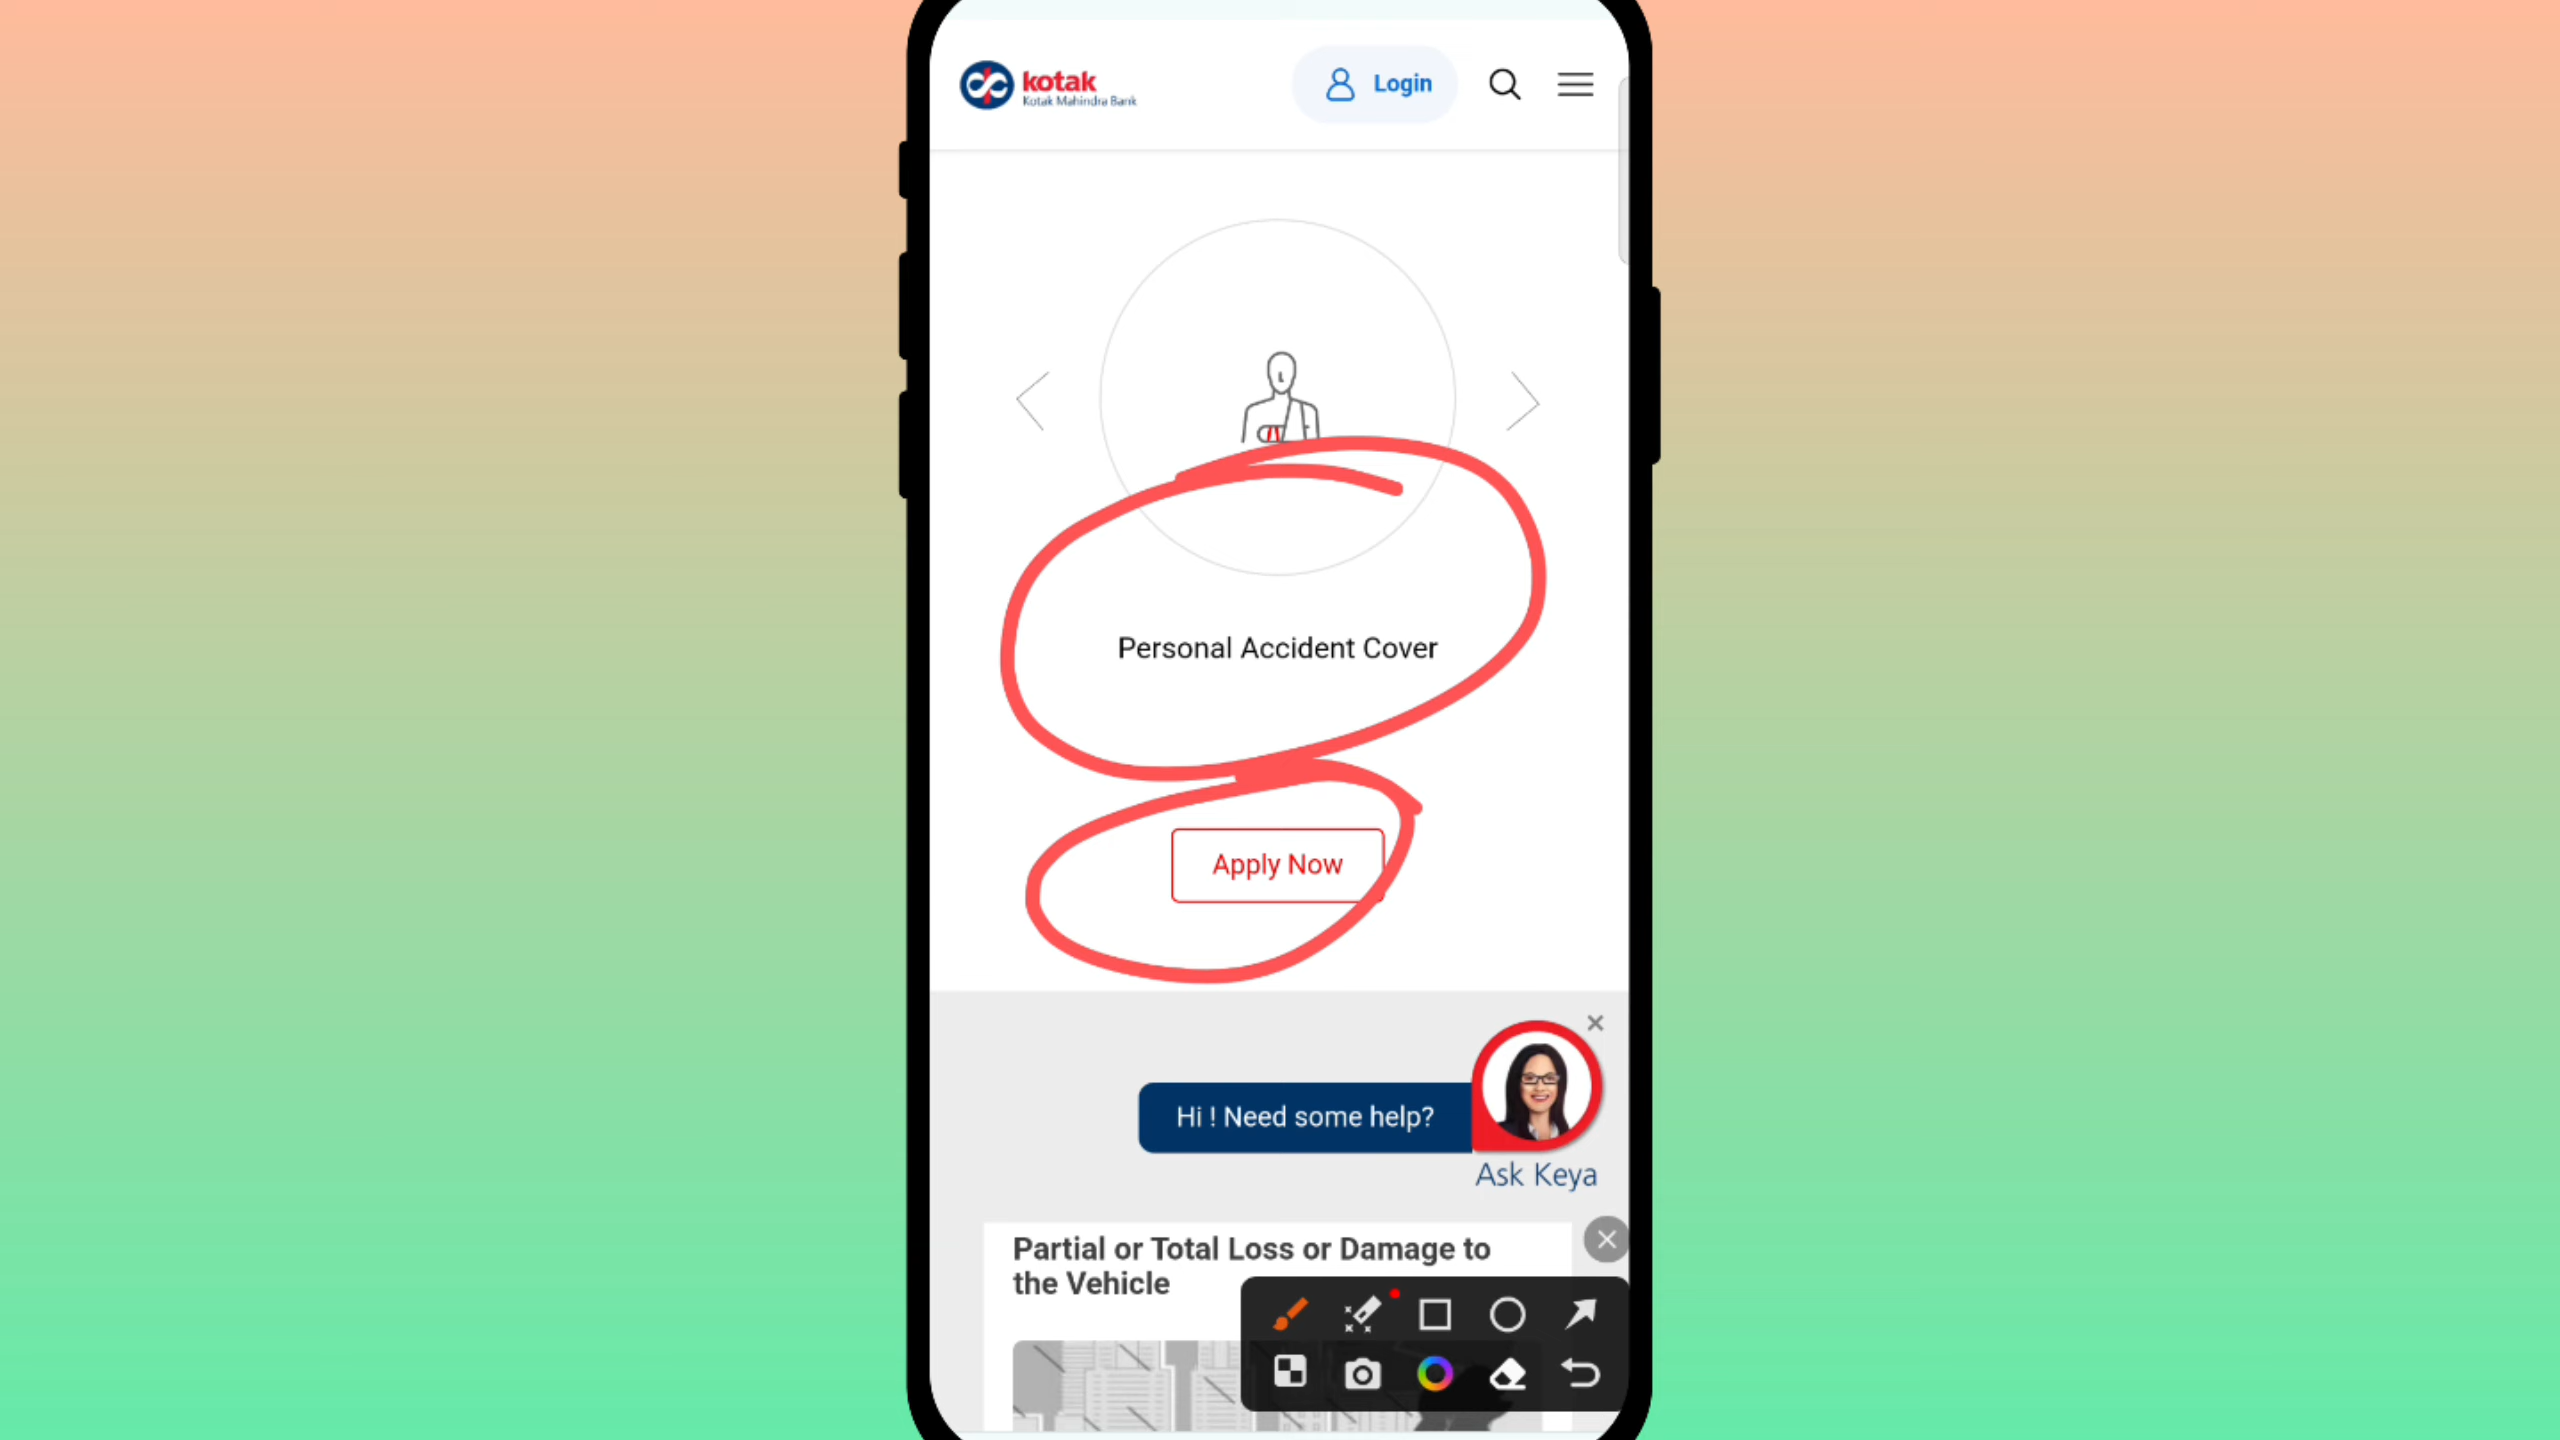 kotak
Kotak Mahindra Bank
Login
Personal Accident Cover
Apply Now
Hi ! Need some help?
Ask Keya
Partial or Total Loss or Damage to
the Vehicle